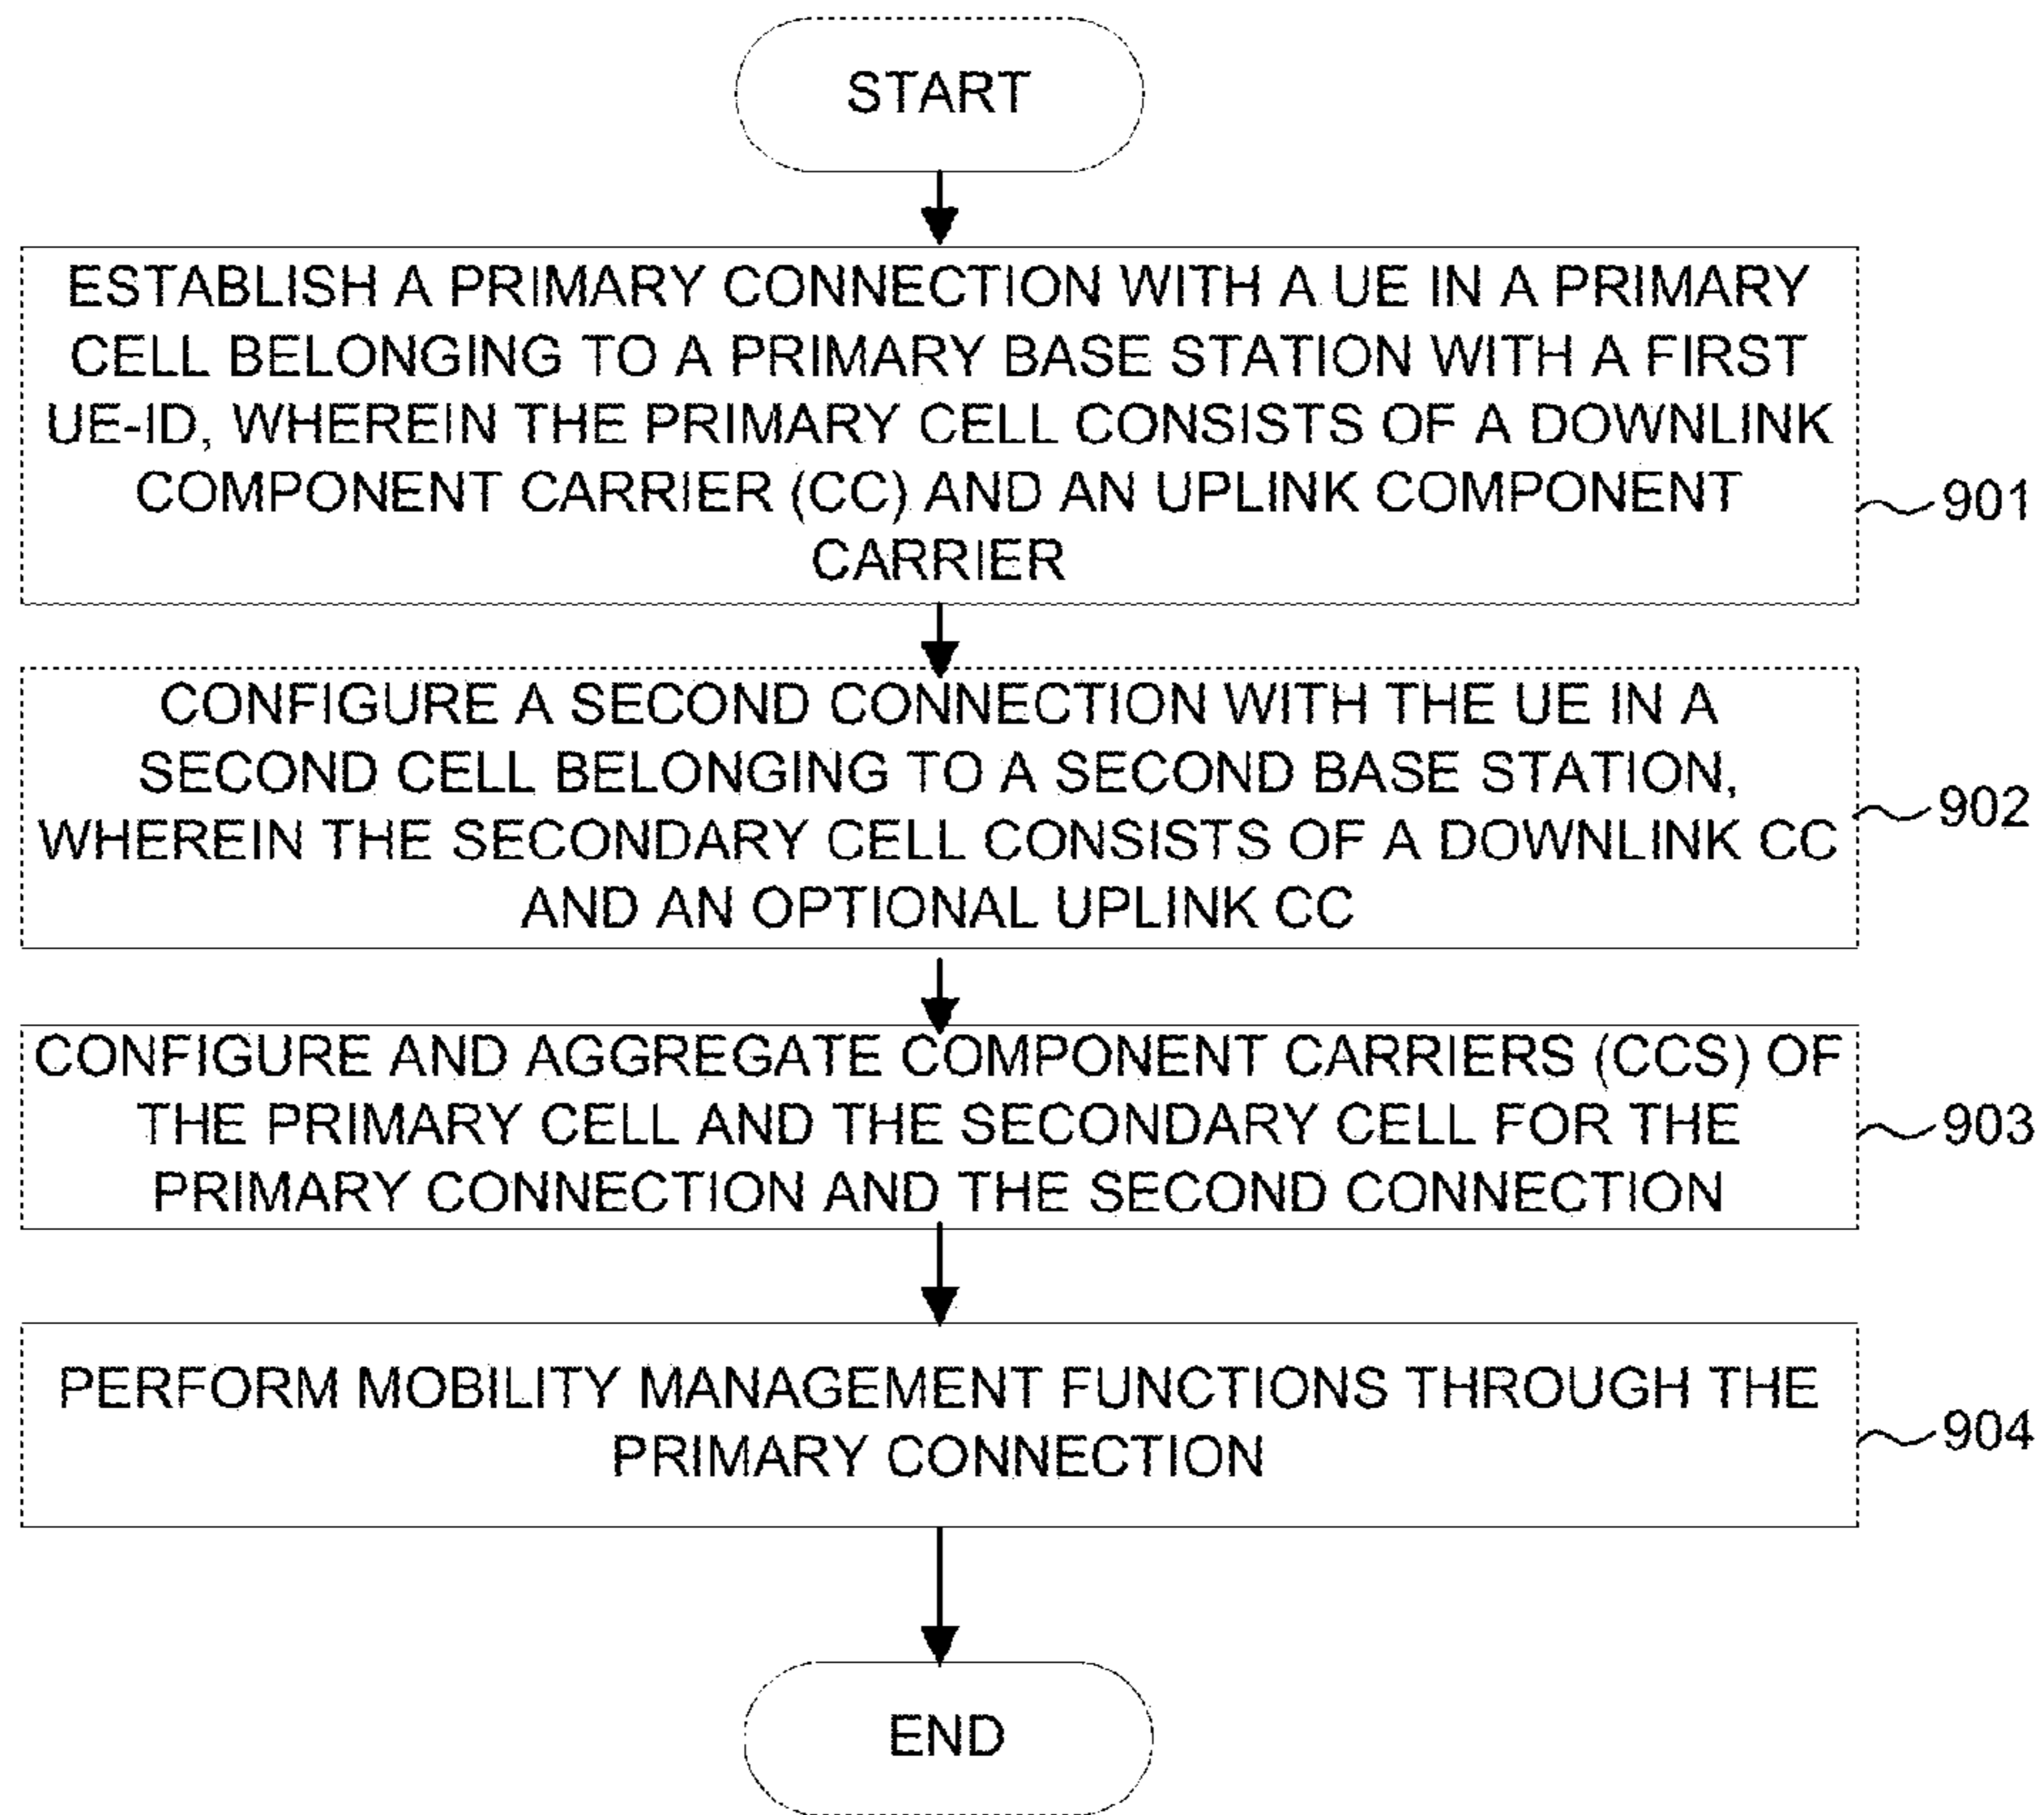 START
ESTABLISH A PRIMARY CONNECTION WITH A UE IN A PRIMARY
CELL BELONGING TO A PRIMARY BASE STATION WITH A FIRST
UE-ID, WHEREIN THE PRIMARY CELL CONSISTS OF A DOWNLINK
COMPONENT CARRIER (CC) AND AN UPLINK COMPONENT
CARRIER
901
CONFIGURE A SECOND CONNECTION WITH THE UE IN A
SECOND CELL BELONGING TO A SECOND BASE STATION,
WHEREIN THE SECONDARY CELL CONSISTS OF A DOWNLINK CC
AND AN OPTIONAL UPLINK CC
902
CONFIGURE AND AGGREGATE COMPONENT CARRIERS (CCS) OF
THE PRIMARY CELL AND THE SECONDARY CELL FOR THE
PRIMARY CONNECTION AND THE SECOND CONNECTION
903
PERFORM MOBILITY MANAGEMENT FUNCTIONS THROUGH THE
PRIMARY CONNECTION
904
END